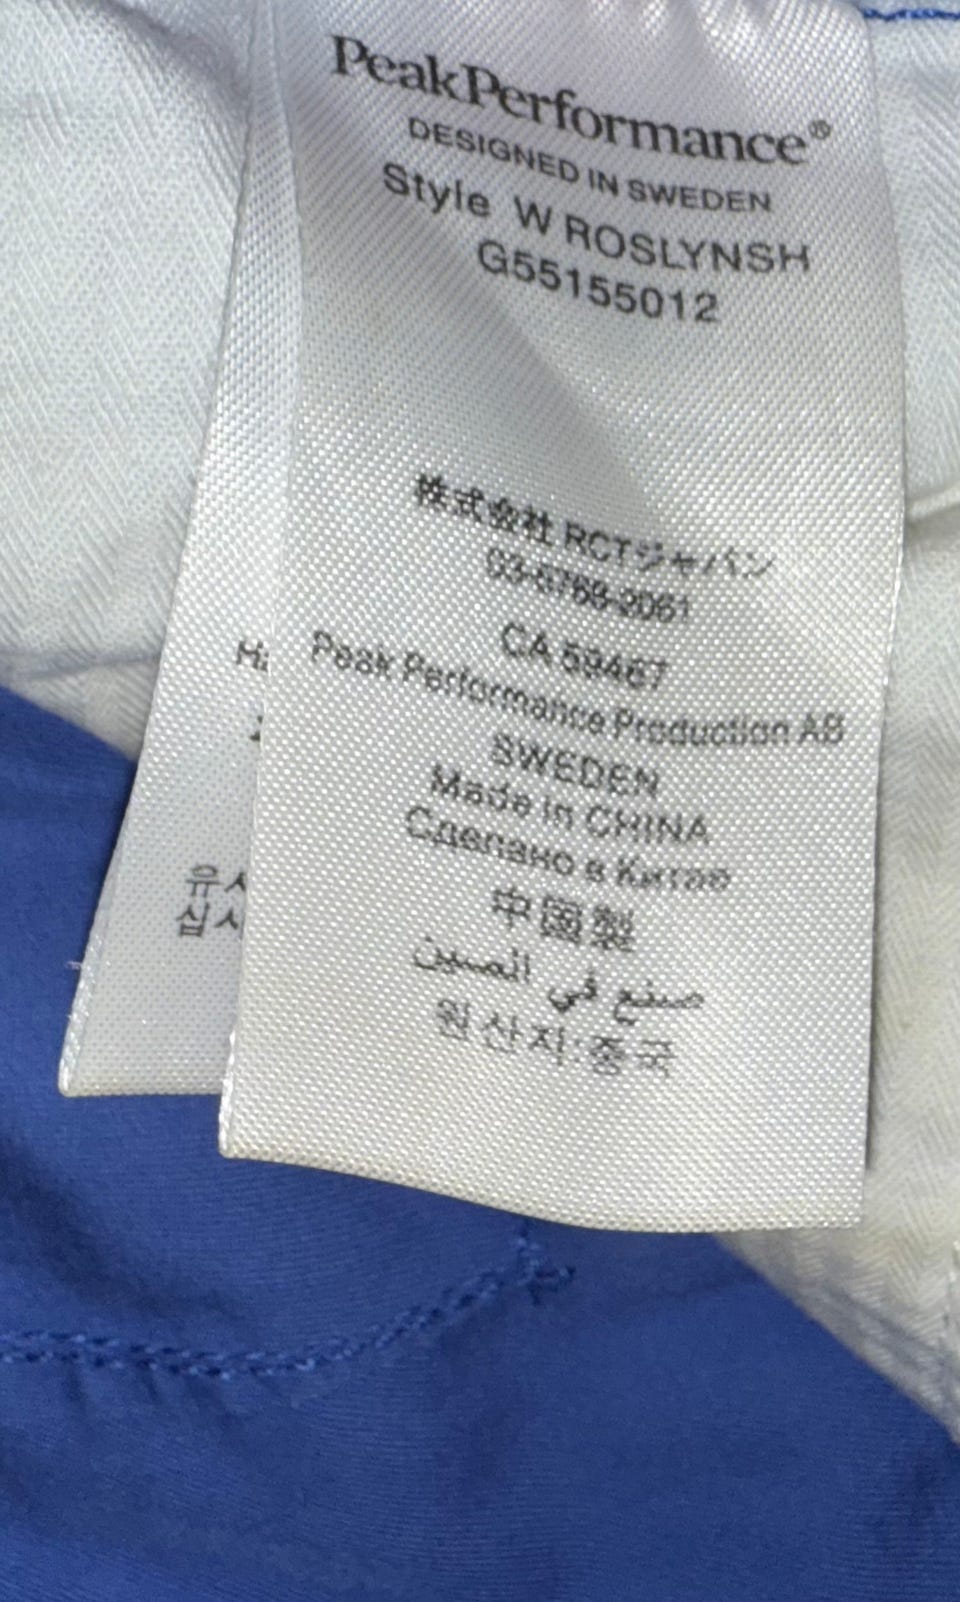 PeakPerformance®
DESIGNED IN SWEDEN
Style W ROSLYNSH
G55155012
株式会社 RCTジャパン
03-5768-2061
CA 59467
Peak Performance Production AB
SWEDEN
Made in CHINA
Сделано в Китае
中国製
صنع في الصين
원산지:중국